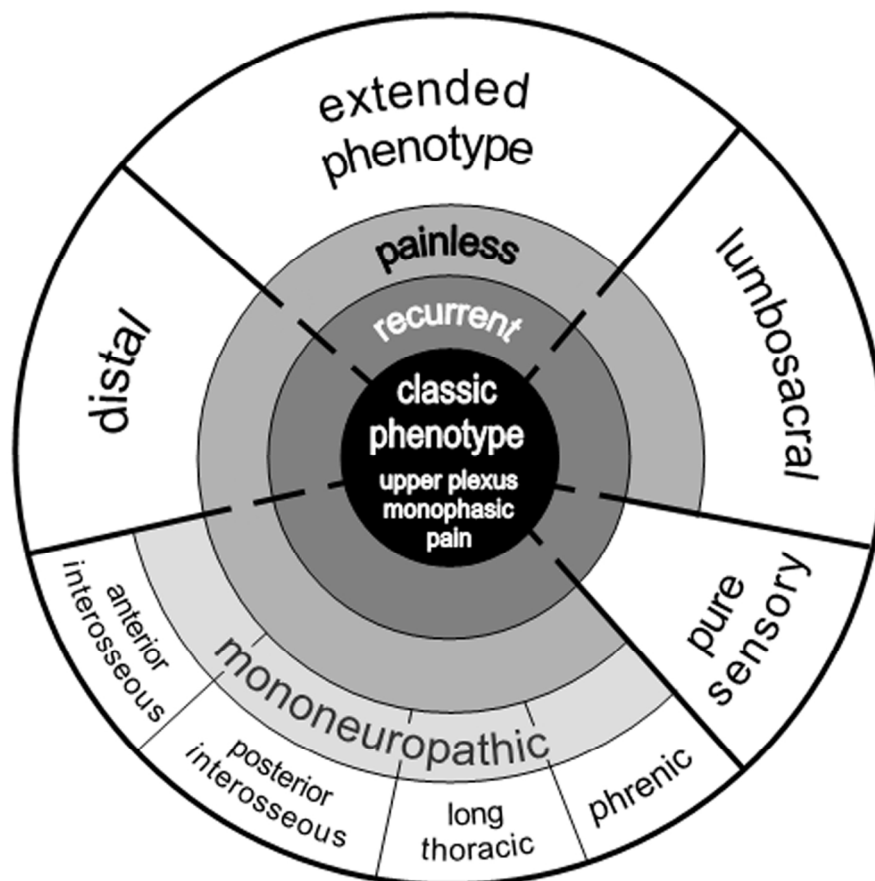 extended
phenotype
painless
recurrent
classic
phenotype
upper plexus
monophasic
pain
distal
lumbosacral
pure
sensory
mononeuropathic
anterior
interosseous
posterior
interosseous
long
thoracic
phrenic